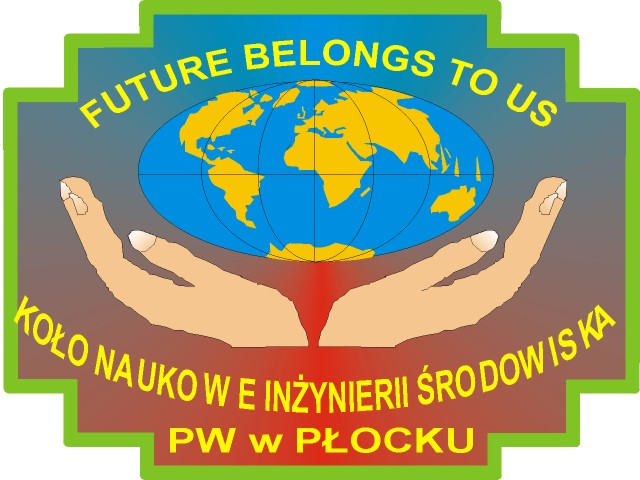 FUTURE BELONGS TO US
KOŁO NAUKOWE INŻYNIERII ŚRODOWISKA
PW w PŁOCKU